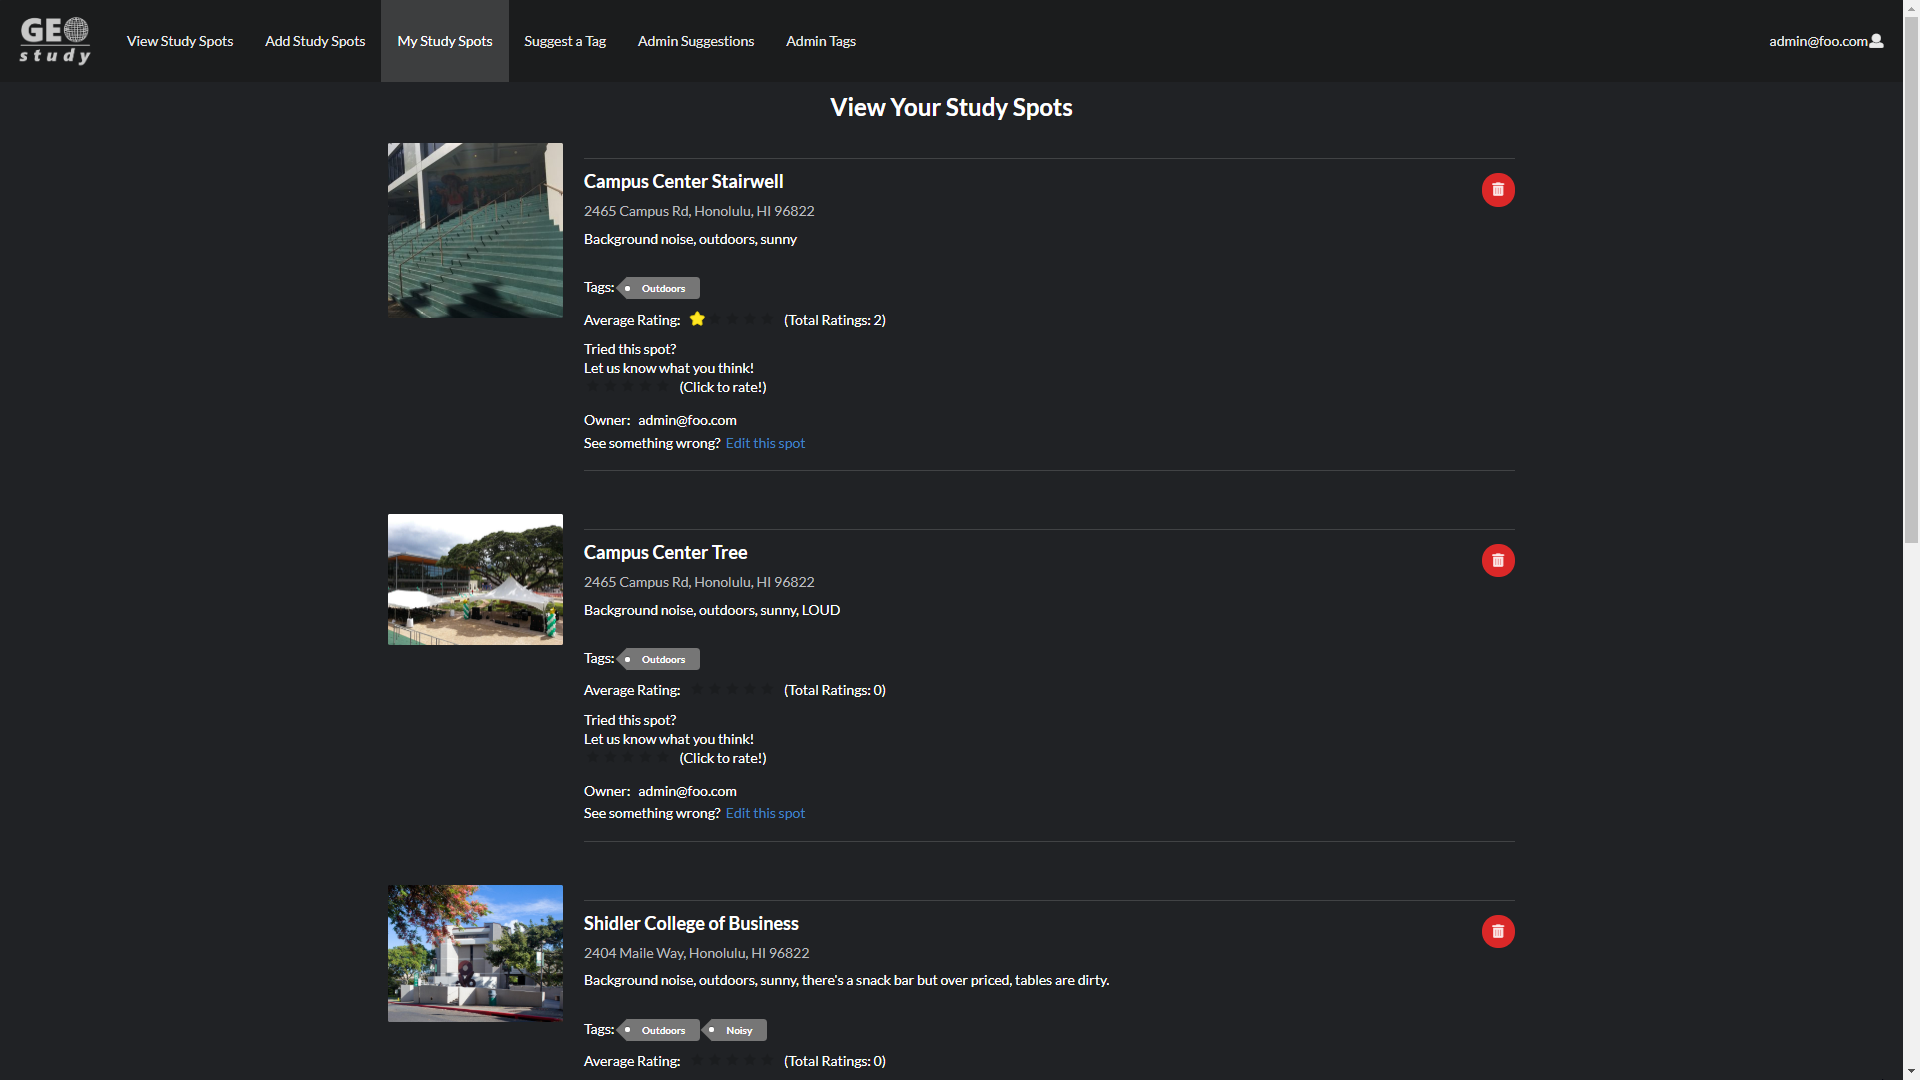 GEO
study
View Study Spots
Add Study Spots
My Study Spots
Suggest a Tag
Admin Suggestions
Admin Tags
admin@foo.com
View Your Study Spots
Campus Center Stairwell
2465 Campus Rd, Honolulu, HI 96822
Background noise, outdoors, sunny
Tags: Outdoors
Average Rating: (Total Ratings: 2)
Tried this spot?
Let us know what you think!
(Click to rate!)
Owner: admin@foo.com
See something wrong? Edit this spot
Campus Center Tree
2465 Campus Rd, Honolulu, HI 96822
Background noise, outdoors, sunny, LOUD
Tags: Outdoors
Average Rating: (Total Ratings: 0)
Tried this spot?
Let us know what you think!
(Click to rate!)
Owner: admin@foo.com
See something wrong? Edit this spot
Shidler College of Business
2404 Maile Way, Honolulu, HI 96822
Background noise, outdoors, sunny, there's a snack bar but over priced, tables are dirty.
Tags: Outdoors Noisy
Average Rating: (Total Ratings: 0)